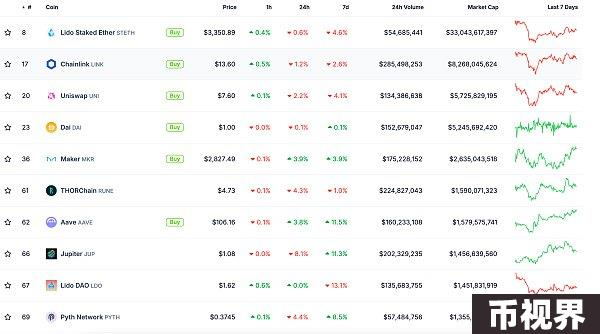 # Coin Price 1h 24h 7d 24h Volume Market Cap Last 7 Days
8 Lido Staked Ether STETH Buy $3,350.89 0.4% 0.6% 4.6% $54,685,441 $33,043,617,397
17 Chainlink LINK Buy $13.60 0.5% 1.2% 2.6% $285,498,253 $8,268,045,624
20 Uniswap UNI Buy $7.60 0.1% 2.2% 4.1% $134,386,638 $5,725,829,195
23 Dai DAI Buy $1.00 0.0% 0.1% 0.1% $152,679,047 $5,245,692,420
36 Maker MKR Buy $2,827.49 0.1% 3.9% 3.9% $175,228,152 $2,635,043,518
61 THORChain RUNE $4.73 0.1% 4.3% 1.0% $224,827,043 $1,590,071,323
62 Aave AAVE Buy $106.16 0.1% 3.8% 11.5% $160,233,108 $1,579,575,741
66 Jupiter JUP $1.08 0.0% 8.1% 11.3% $202,329,235 $1,456,639,560
67 Lido DAO LDO $1.62 0.6% 0.0% 13.1% $135,683,755 $1,451,831,919
69 Pyth Network PYTH $0.3745 0.1% 4.4% 8.5% $57,484,756 $1,355,
币视界